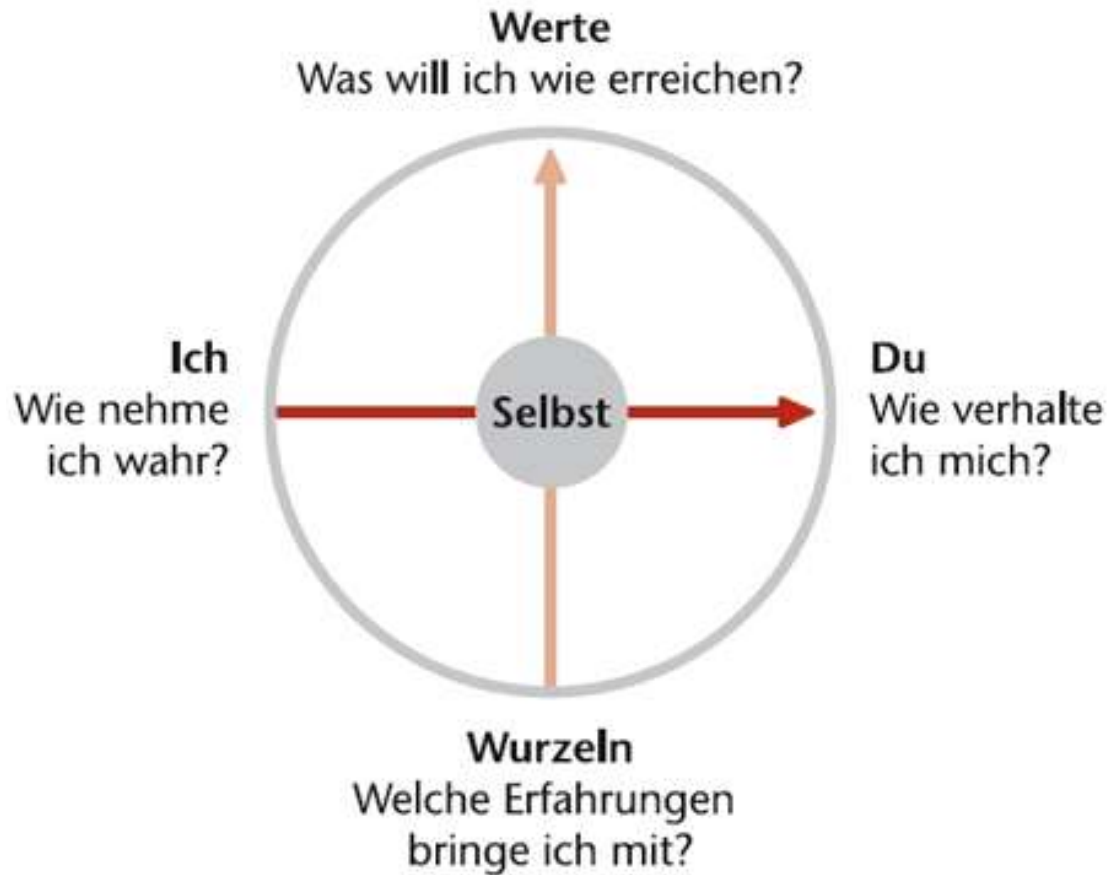 Werte
Was will ich wie erreichen?
Ich
Wie nehme
ich wahr?
Selbst
Du
Wie verhalte
ich mich?
Wurzeln
Welche Erfahrungen
bringe ich mit?